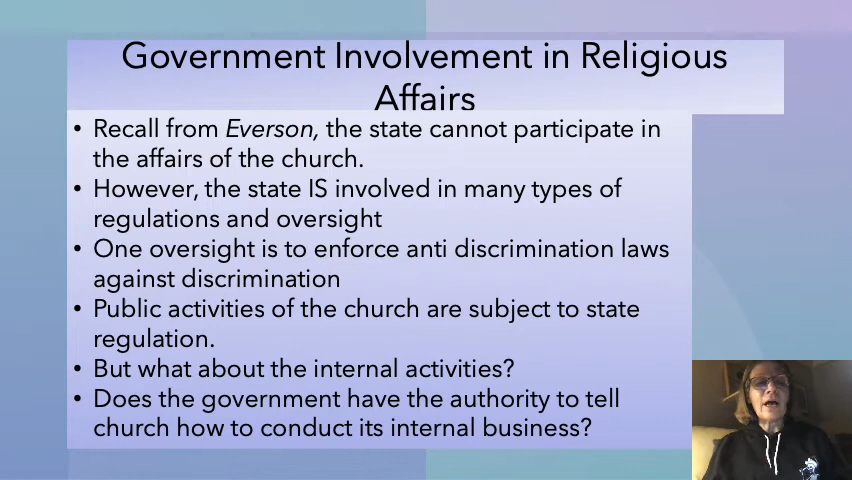 Government Involvement in Religious
Affairs
• Recall from Everson, the state cannot participate in
the affairs of the church.
• However, the state IS involved in many types of
regulations and oversight
• One oversight is to enforce anti discrimination laws
against discrimination
• Public activities of the church are subject to state
regulation.
• But what about the internal activities?
• Does the government have the authority to tell
church how to conduct its internal business?